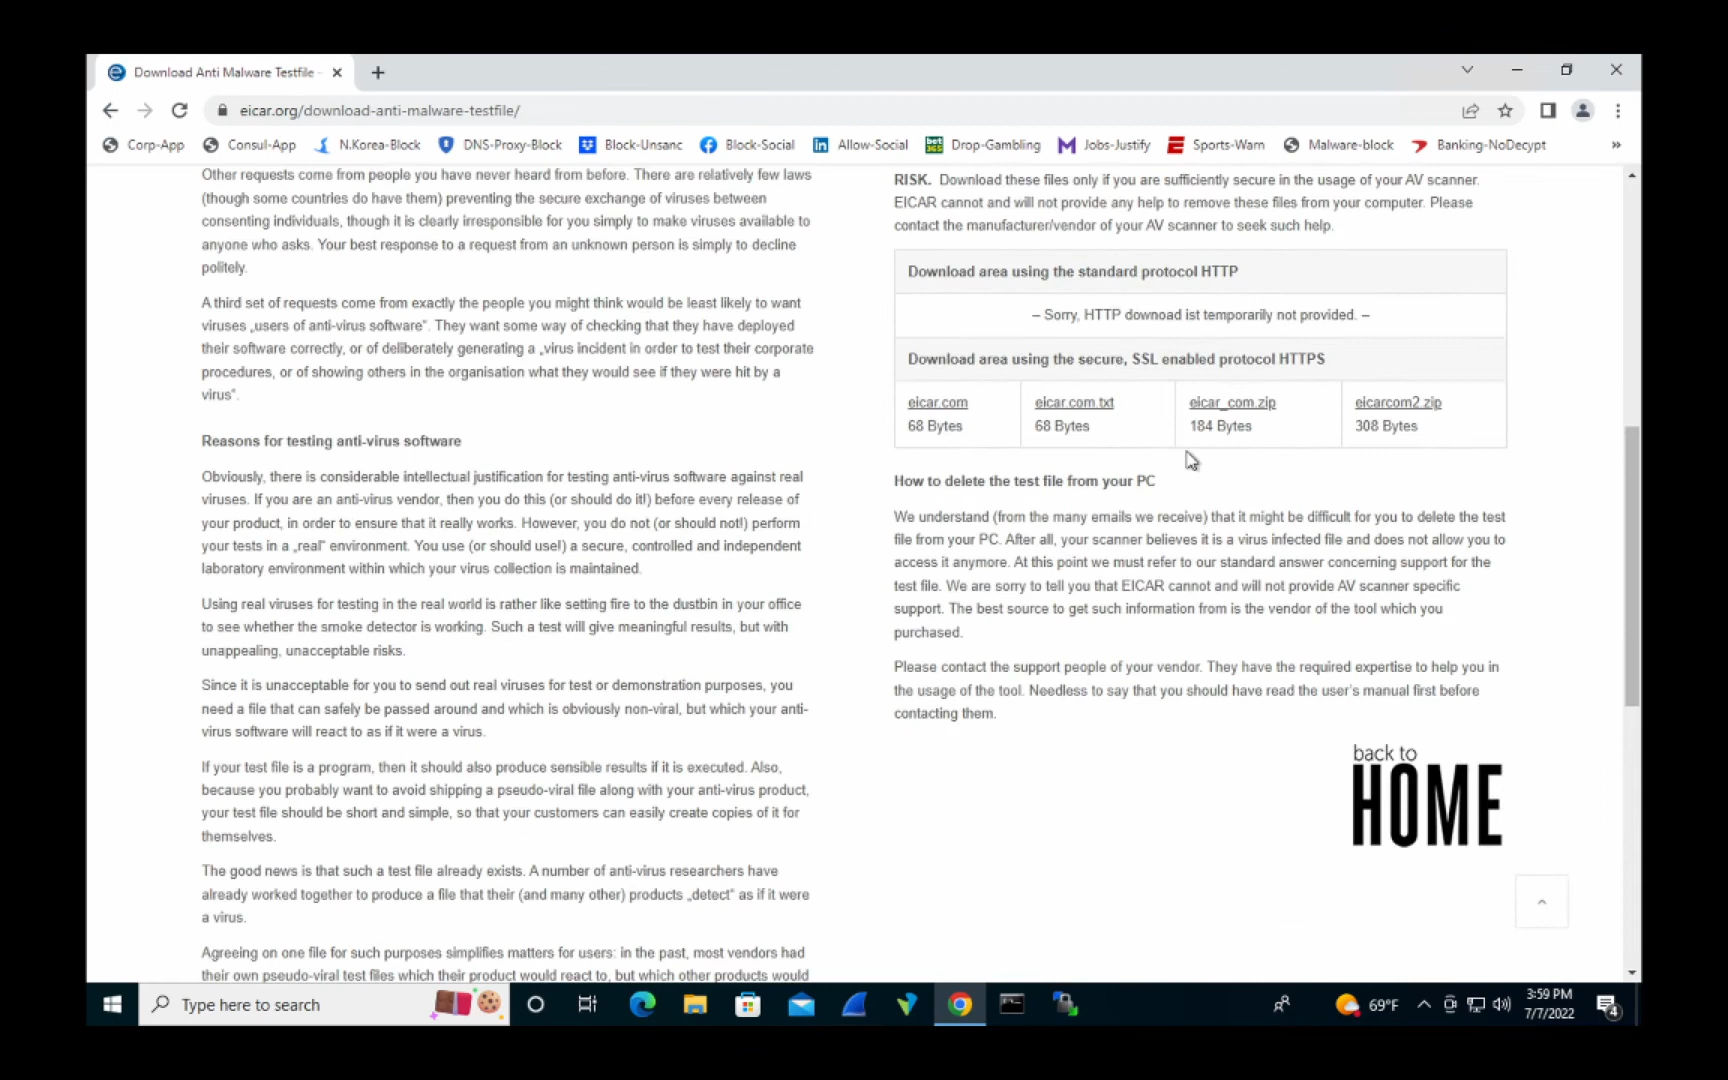 Download Anti Malware Testfile -
eicar.org/download-anti-malware-testfile/
Corp-App
Consul-App
N.Korea-Block
DNS-Proxy-Block
Block-Unsanc
Block-Social
Allow-Social
Drop-Gambling
Jobs-Justify
Sports-Warn
Malware-block
Banking-NoDecypt
»
Other requests come from people you have never heard from before. There are relatively few laws
(though some countries do have them) preventing the secure exchange of viruses between
consenting individuals, though it is clearly irresponsible for you simply to make viruses available to
anyone who asks. Your best response to a request from an unknown person is simply to decline
politely.
A third set of requests come from exactly the people you might think would be least likely to want
viruses „users of anti-virus software“. They want some way of checking that they have deployed
their software correctly, or of deliberately generating a „virus incident in order to test their corporate
procedures, or of showing others in the organisation what they would see if they were hit by a
virus“.
Reasons for testing anti-virus software
Obviously, there is considerable intellectual justification for testing anti-virus software against real
viruses. If you are an anti-virus vendor, then you do this (or should do it!) before every release of
your product, in order to ensure that it really works. However, you do not (or should not!) perform
your tests in a „real“ environment. You use (or should use!) a secure, controlled and independent
laboratory environment within which your virus collection is maintained.
Using real viruses for testing in the real world is rather like setting fire to the dustbin in your office
to see whether the smoke detector is working. Such a test will give meaningful results, but with
unappealing, unacceptable risks.
Since it is unacceptable for you to send out real viruses for test or demonstration purposes, you
need a file that can safely be passed around and which is obviously non-viral, but which your anti-
virus software will react to as if it were a virus.
If your test file is a program, then it should also produce sensible results if it is executed. Also,
because you probably want to avoid shipping a pseudo-viral file along with your anti-virus product,
your test file should be short and simple, so that your customers can easily create copies of it for
themselves.
The good news is that such a test file already exists. A number of anti-virus researchers have
already worked together to produce a file that their (and many other) products „detect“ as if it were
a virus.
Agreeing on one file for such purposes simplifies matters for users: in the past, most vendors had
their own pseudo-viral test files which their product would react to, but which other products would
RISK. Download these files only if you are sufficiently secure in the usage of your AV scanner.
EICAR cannot and will not provide any help to remove these files from your computer. Please
contact the manufacturer/vendor of your AV scanner to seek such help.
Download area using the standard protocol HTTP
– Sorry, HTTP downoad ist temporarily not provided. –
Download area using the secure, SSL enabled protocol HTTPS
eicar.com
68 Bytes
eicar.com.txt
68 Bytes
eicar_com.zip
184 Bytes
eicarcom2.zip
308 Bytes
How to delete the test file from your PC
We understand (from the many emails we receive) that it might be difficult for you to delete the test
file from your PC. After all, your scanner believes it is a virus infected file and does not allow you to
access it anymore. At this point we must refer to our standard answer concerning support for the
test file. We are sorry to tell you that EICAR cannot and will not provide AV scanner specific
support. The best source to get such information from is the vendor of the tool which you
purchased.
Please contact the support people of your vendor. They have the required expertise to help you in
the usage of the tool. Needless to say that you should have read the user’s manual first before
contacting them.
back to
HOME
Type here to search
69°F
3:59 PM
7/7/2022
4